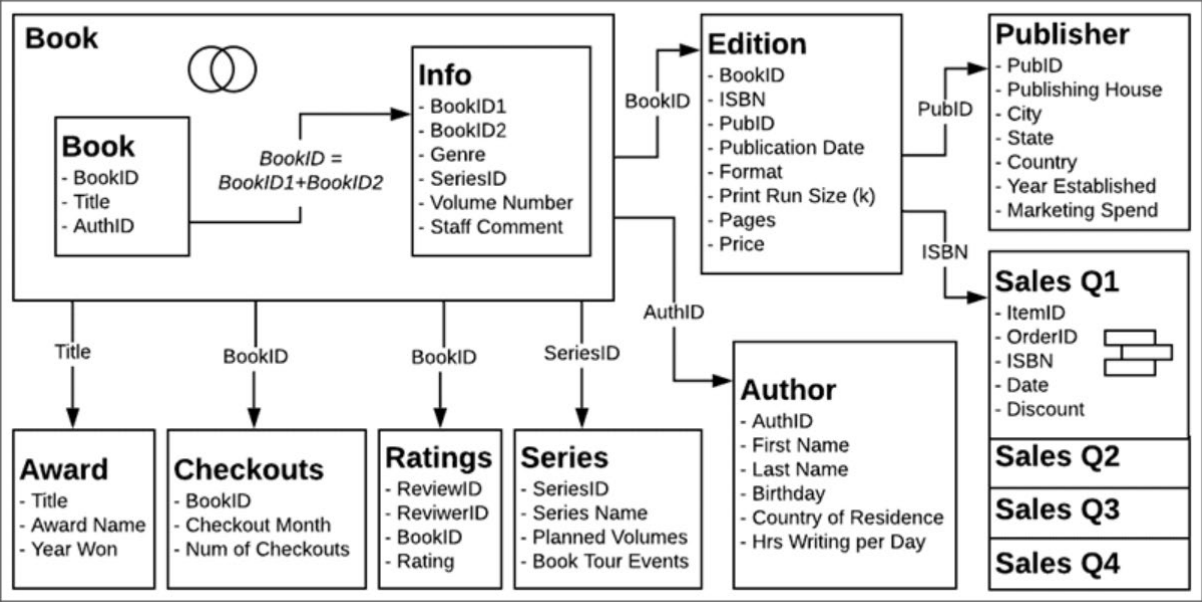 Book
Book
- BookID
- Title
- AuthID
BookID =
BookID1+BookID2
Info
- BookID1
- BookID2
- Genre
- SeriesID
- Volume Number
- Staff Comment
BookID
Edition
- BookID
- ISBN
- PubID
- Publication Date
- Format
- Print Run Size (k)
- Pages
- Price
PubID
Publisher
- PubID
- Publishing House
- City
- State
- Country
- Year Established
- Marketing Spend
ISBN
Sales Q1
- ItemID
- OrderID
- ISBN
- Date
- Discount
Sales Q2
Sales Q3
Sales Q4
AuthID
Author
- AuthID
- First Name
- Last Name
- Birthday
- Country of Residence
- Hrs Writing per Day
Title
Award
- Title
- Award Name
- Year Won
BookID
Checkouts
- BookID
- Checkout Month
- Num of Checkouts
BookID
Ratings
- ReviewID
- ReviwerID
- BookID
- Rating
SeriesID
Series
- SeriesID
- Series Name
- Planned Volumes
- Book Tour Events